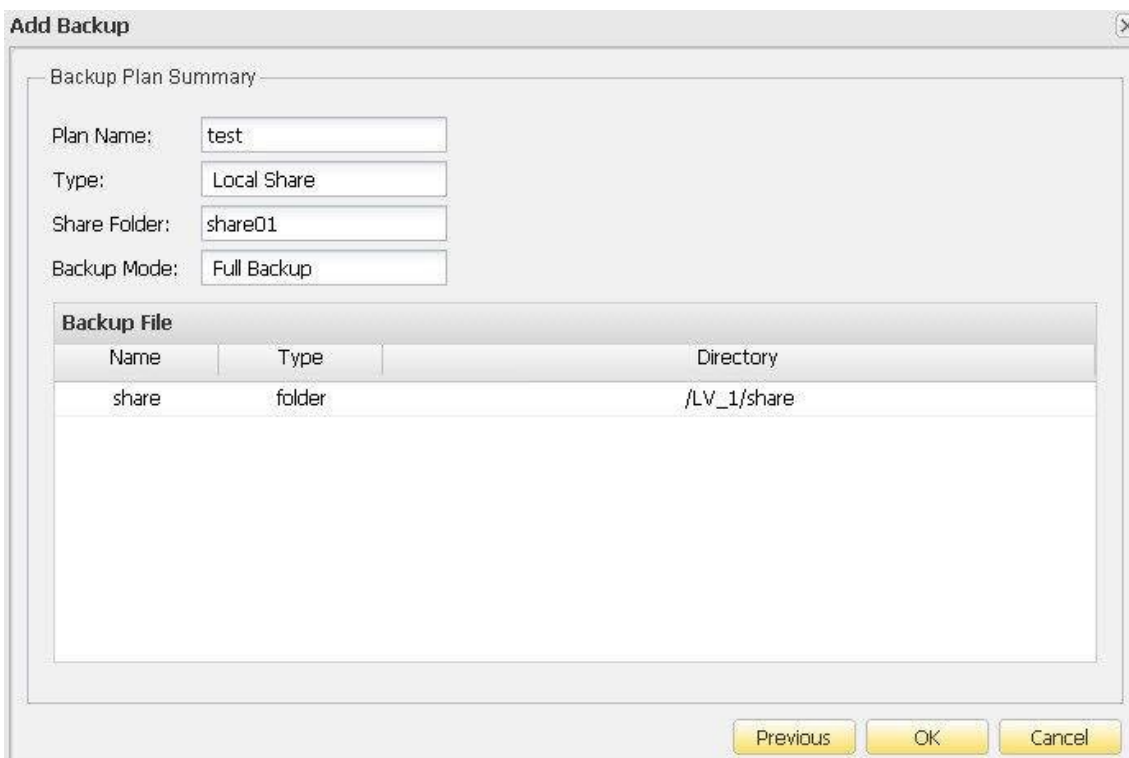 Add Backup
Backup Plan Summary
Plan Name: test
Type: Local Share
Share Folder: share01
Backup Mode: Full Backup
Backup File
Name Type Directory
share folder /LV_1/share
Previous OK Cancel